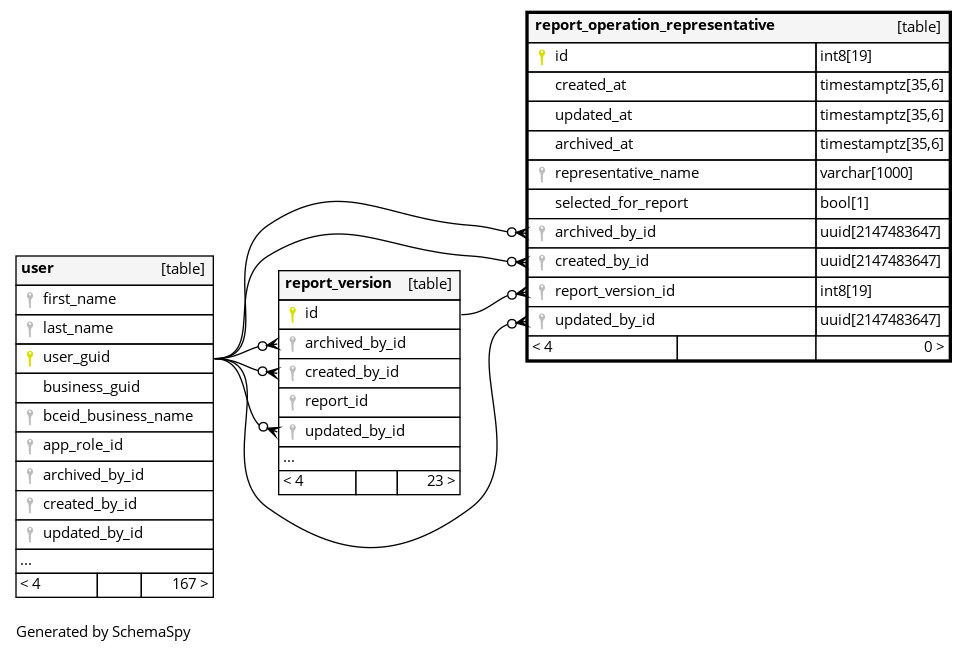 report_operation_representative [table]
id int8[19]
created_at timestamptz[35,6]
updated_at timestamptz[35,6]
archived_at timestamptz[35,6]
representative_name varchar[1000]
selected_for_report bool[1]
archived_by_id uuid[2147483647]
created_by_id uuid[2147483647]
report_version_id int8[19]
updated_by_id uuid[2147483647]
< 4 0 >
user [table]
first_name
last_name
user_guid
business_guid
bceid_business_name
app_role_id
archived_by_id
created_by_id
updated_by_id
...
< 4 167 >
report_version [table]
id
archived_by_id
created_by_id
report_id
updated_by_id
...
< 4 23 >
Generated by SchemaSpy